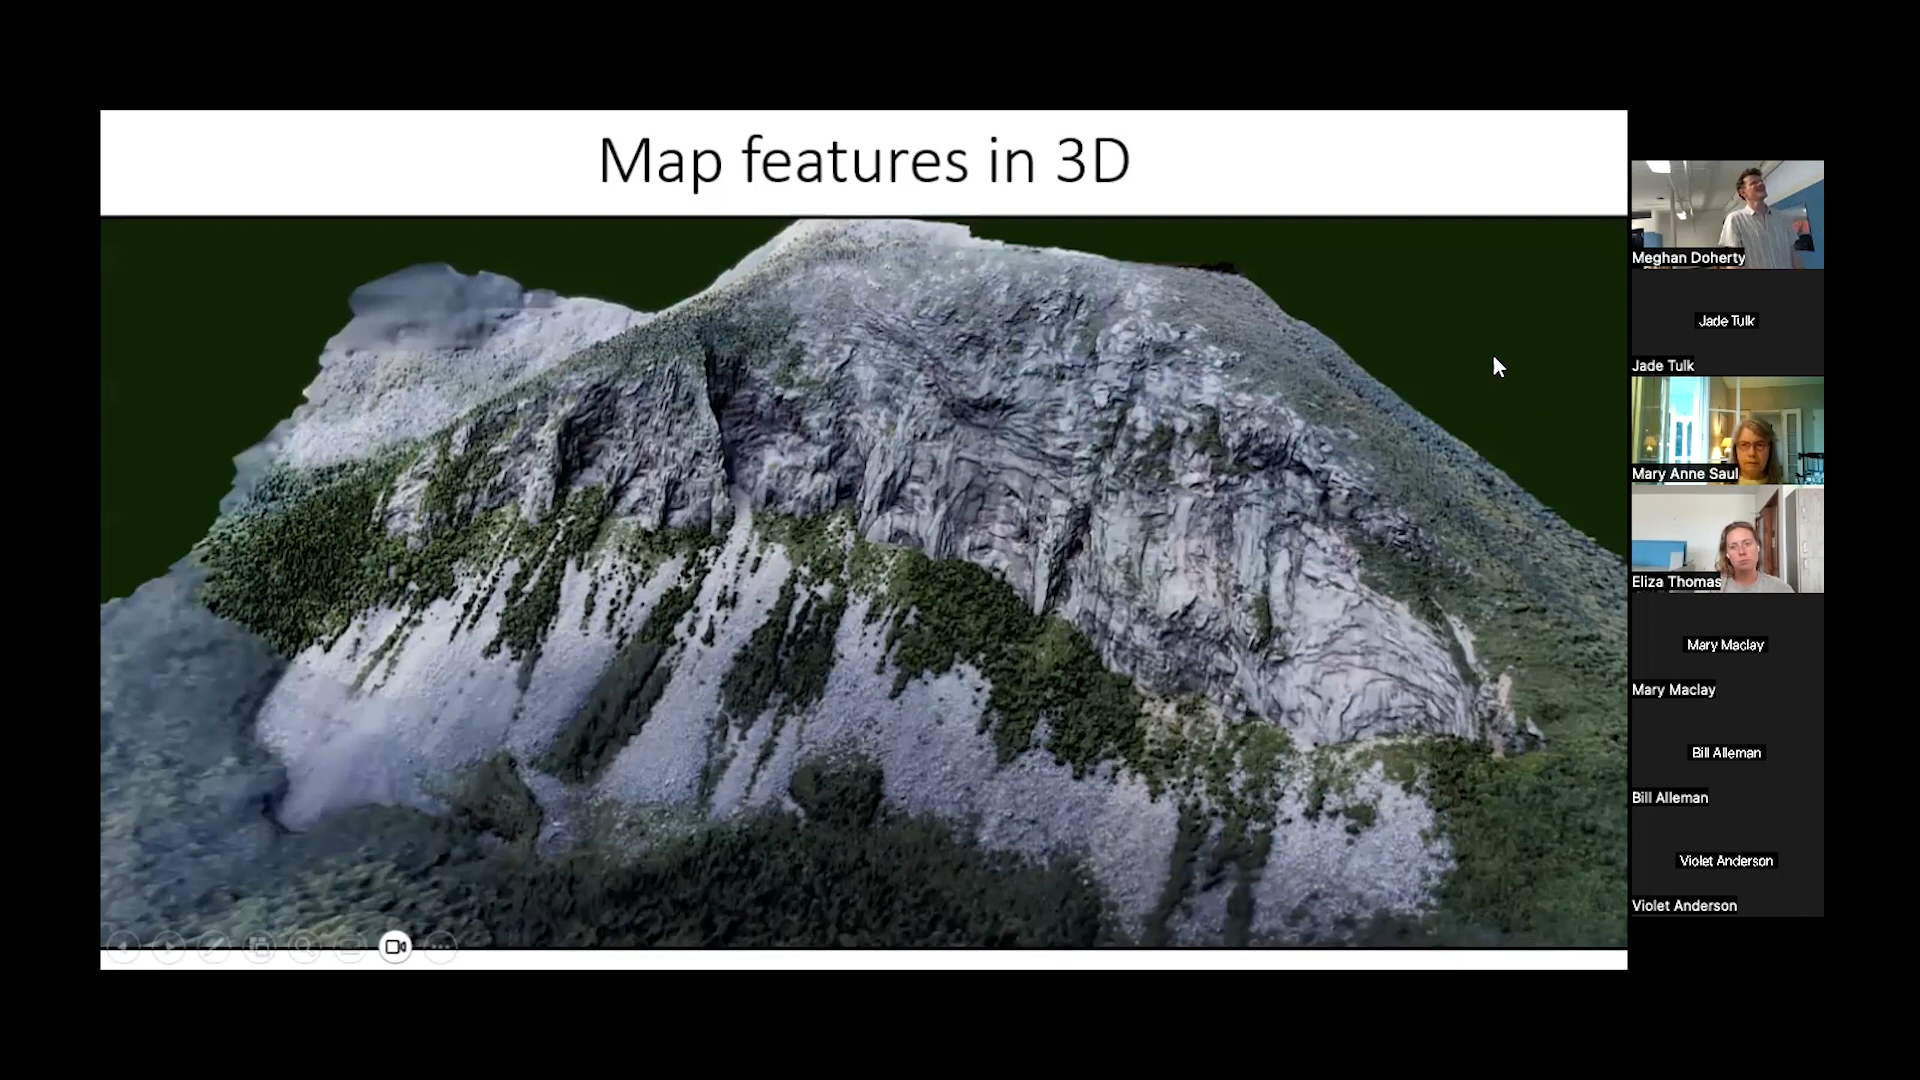 Map features in 3D
Meghan Doherty
Jade Tulk
Jade Tulk
Mary Anne Saul
Eliza Thomas
Mary Maclay
Mary Maclay
Bill Alleman
Bill Alleman
Violet Anderson
Violet Anderson